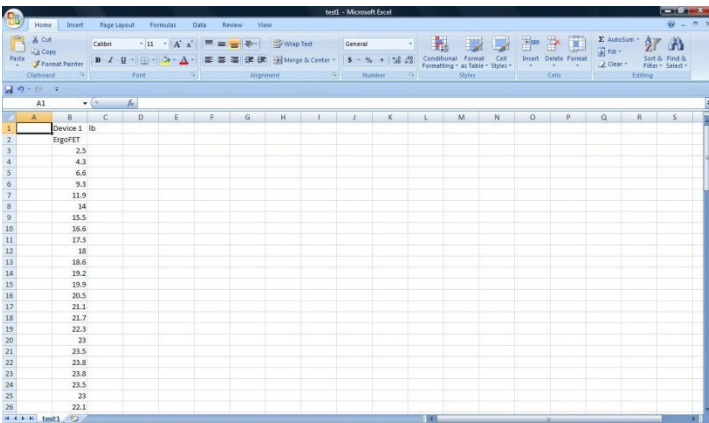 test1 - Microsoft Excel
Home Insert Page Layout Formulas Data Review View
Cut
Copy
Format Painter
Paste
Clipboard
Calibri 11 A A
B I U A
Font
Wrap Text
Merge & Center
Alignment
General
$ % ,
Number
Conditional Formatting
Format as Table
Cell Styles
Styles
Insert Delete Format
Cells
Σ AutoSum
Fill
Clear
Sort & Filter
Find & Select
Editing
A1 fx
A B C D E F G H I J K L M N O P Q R S
1 Device 1 lb
2 ErgoFET
3 2.5
4 4.3
5 6.6
6 9.3
7 11.9
8 14
9 15.5
10 16.6
11 17.3
12 18
13 18.6
14 19.2
15 19.9
16 20.5
17 21.1
18 21.7
19 22.3
20 23
21 23.5
22 23.8
23 23.8
24 23.5
25 23
26 22.1
test1